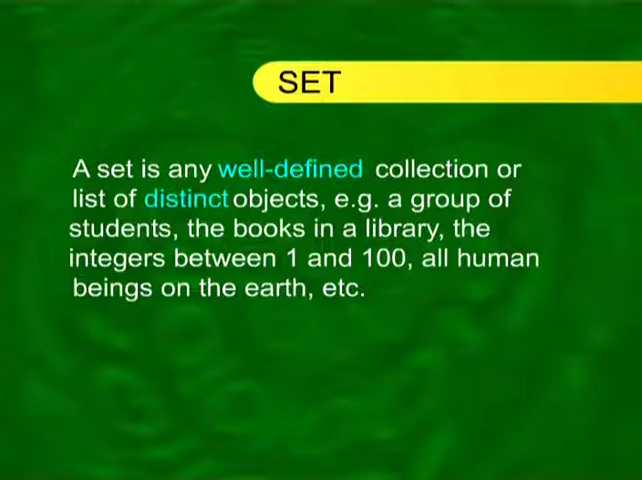 SET
A set is any well-defined collection or
list of distinct objects, e.g. a group of
students, the books in a library, the
integers between 1 and 100, all human
beings on the earth, etc.